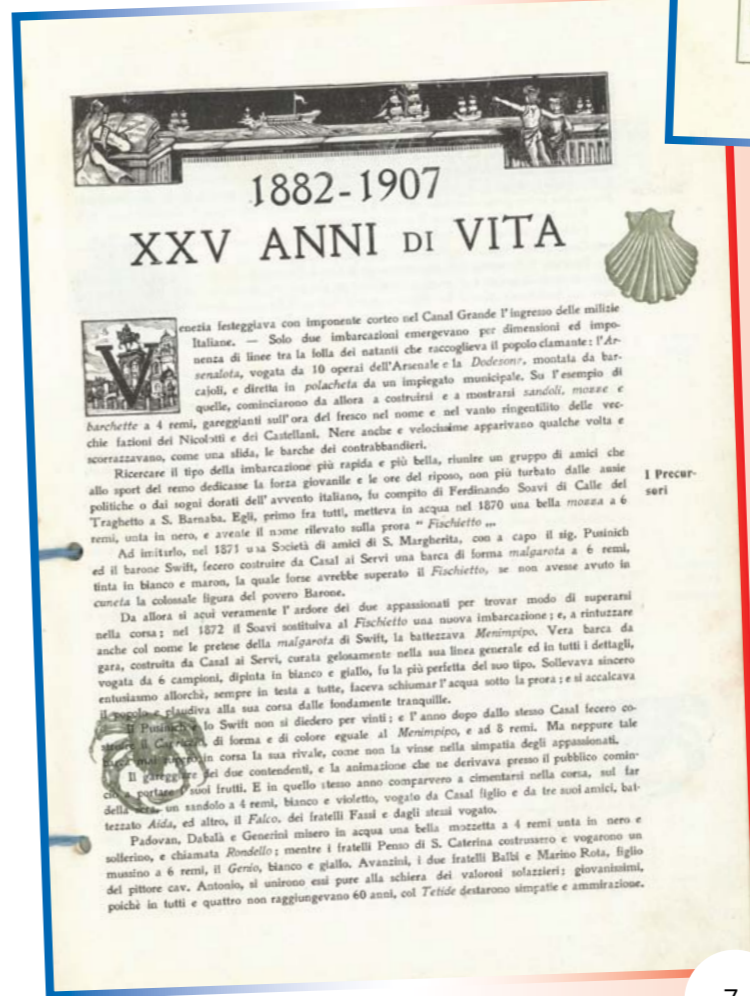 1882-1907
XXV ANNI DI VITA
Venezia festeggiava con imponente corteo nel Canal Grande l'ingresso delle milizie
Italiane. — Solo due imbarcazioni emergevano per dimensioni ed impo-
nenza di linee tra la folla dei natanti che raccoglieva il popolo clamante: l'Ar-
senalota, vogata da 10 operai dell'Arsenale e la Dodesona, montata da bar-
cajoli, e diretta in polacheta da un impiegato municipale. Su l'esempio di
quelle, cominciarono da allora a costruirsi e a mostrarsi sandoli, mozze e
barchette a 4 remi, gareggianti sull'ora del fresco nel nome e nel vanto ringentilito delle vec-
chie fazioni dei Nicolotti e dei Castellani. Nere anche e velocissime apparivano qualche volta e
scorrazzavano, come una sfida, le barche dei contrabbandieri.
Ricercare il tipo della imbarcazione più rapida e più bella, riunire un gruppo di amici che
allo sport del remo dedicasse la forza giovanile e le ore del riposo, non più turbato dalle ansie
politiche o dai sogni dorati dell'avvento italiano, fu compito di Ferdinando Soavi di Calle del
Traghetto a S. Barnaba. Egli, primo fra tutti, metteva in acqua nel 1870 una bella mozza a 6
remi, unta in nero, e avente il nome rilevato sulla prora " Fischietto „.
I Precur-
sori
Ad imitarlo, nel 1871 una Società di amici di S. Margherita, con a capo il sig. Pusinich
ed il barone Swift, fecero costruire da Casal ai Servi una barca di forma malgarota a 6 remi,
tinta in bianco e maron, la quale forse avrebbe superato il Fischietto, se non avesse avuto in
cuneta la colossale figura del povero Barone.
Da allora si acuì veramente l'ardore dei due appassionati per trovar modo di superarsi
nella corsa; nel 1872 il Soavi sostituiva al Fischietto una nuova imbarcazione; e, a rintuzzare
anche col nome le pretese della malgarota di Swift, la battezzava Menimpipo. Vera barca da
gara, costruita da Casal ai Servi, curata gelosamente nella sua linea generale ed in tutti i dettagli,
vogata da 6 campioni, dipinta in bianco e giallo, fu la più perfetta del suo tipo. Sollevava sincero
entusiasmo allorchè, sempre in testa a tutte, faceva schiumar l'acqua sotto la prora; e si accalcava
il popolo e plaudiva alla sua corsa dalle fondamente tranquille.
Il Pusinich e lo Swift non si diedero per vinti; e l'anno dopo dallo stesso Casal fecero co-
struire il Capriccio, di forma e di colore eguale al Menimpipo, e ad 8 remi. Ma neppure tale
barca mai ruppe in corsa la sua rivale, come non la vinse nella simpatia degli appassionati.
Il gareggiare dei due contendenti, e la animazione che ne derivava presso il pubblico comin-
ciò a portare i suoi frutti. E in quello stesso anno comparvero a cimentarsi nella corsa, sul far
della sera, un sandolo a 4 remi, bianco e violetto, vogato da Casal figlio e da tre suoi amici, bat-
tezzato Aida, ed altro, il Falco, dei fratelli Fassi e dagli stessi vogato.
Padovan, Dabalà e Generini misero in acqua una bella mozzetta a 4 remi unta in nero e
solferino, e chiamata Rondello; mentre i fratelli Penso di S. Caterina costrussero e vogarono un
mussino a 6 remi, il Genio, bianco e giallo. Avanzini, i due fratelli Balbi e Marino Rota, figlio
del pittore cav. Antonio, si unirono essi pure alla schiera dei valorosi solazzieri; giovanissimi,
poichè in tutti e quattro non raggiungevano 60 anni, col Tetide destarono simpatie e ammirazione.